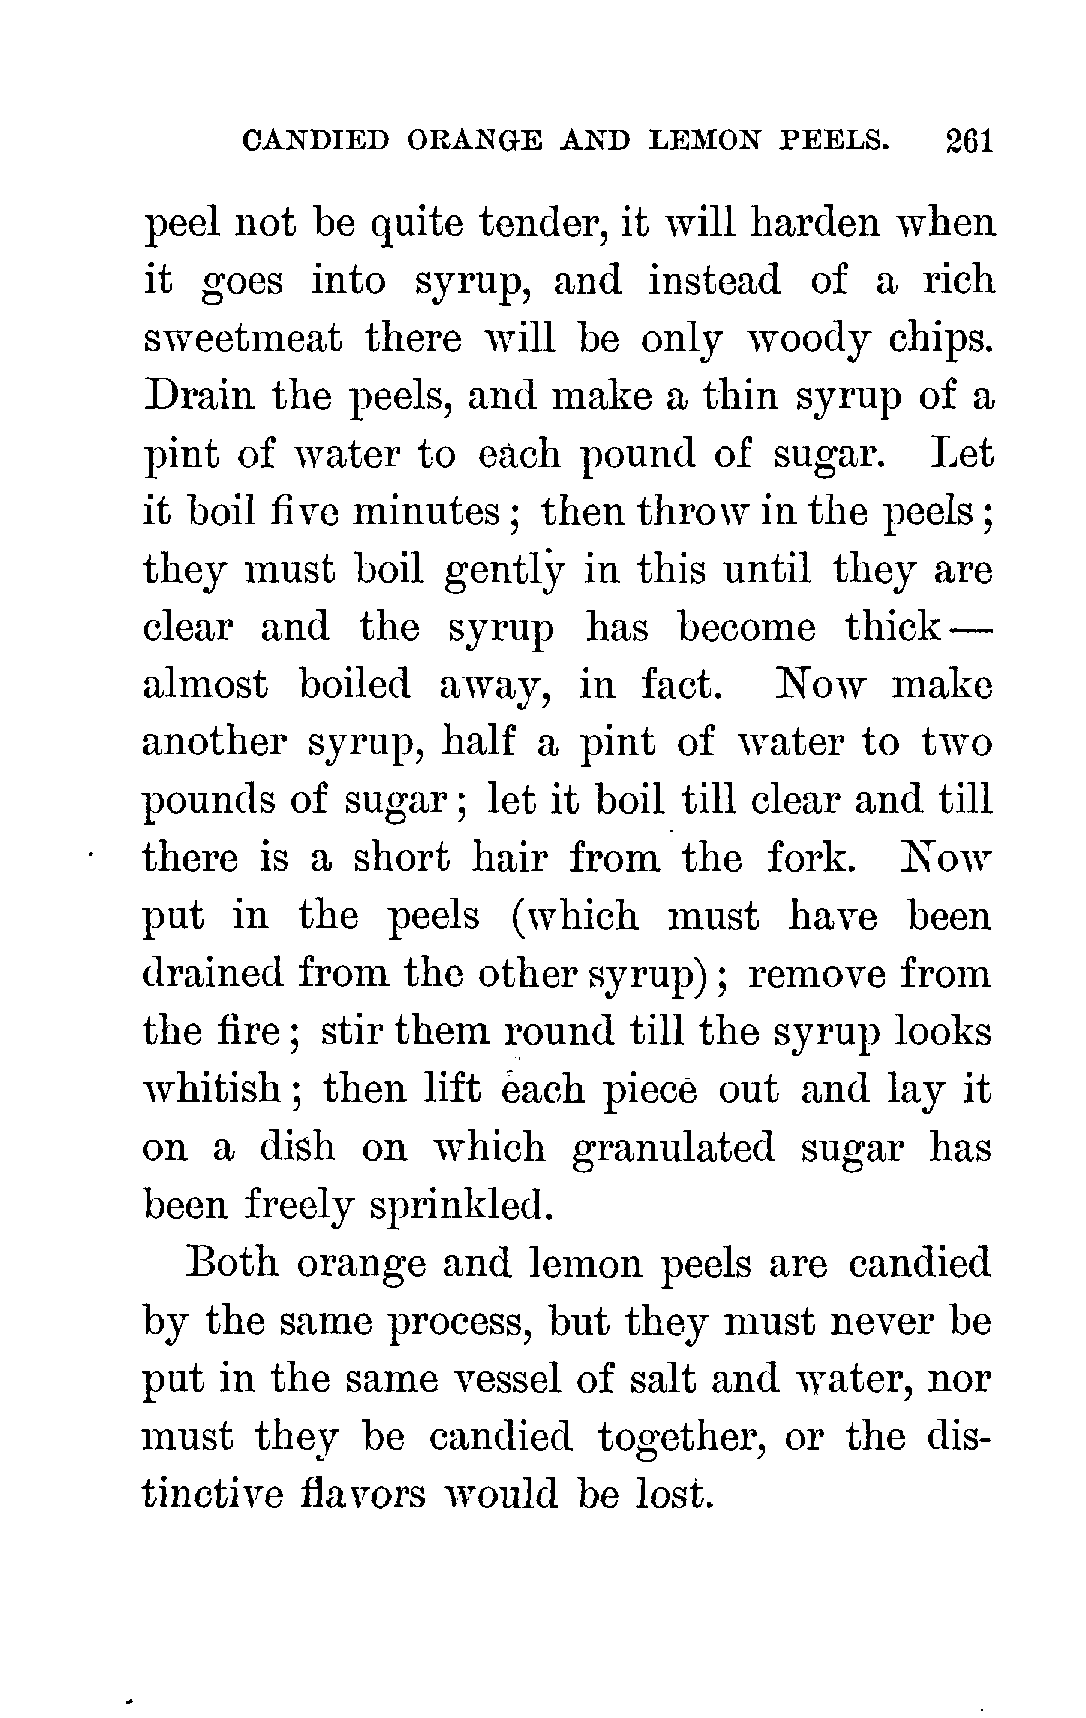 CANDIED ORANGE AND LEMON PEELS. 261
peel not be quite tender, it will harden when
it goes into syrup, and instead of a rich
sweetmeat there will be only woody chips.
Drain the peels, and make a thin syrup of a
pint of water to each pound of sugar. Let
it boil five minutes; then throw in the peels;
they must boil gently in this until they are
clear and the syrup has become thick—
almost boiled away, in fact. Now make
another syrup, half a pint of water to two
pounds of sugar; let it boil till clear and till
there is a short hair from the fork. Now
put in the peels (which must have been
drained from the other syrup); remove from
the fire; stir them round till the syrup looks
whitish; then lift each piece out and lay it
on a dish on which granulated sugar has
been freely sprinkled.
Both orange and lemon peels are candied
by the same process, but they must never be
put in the same vessel of salt and water, nor
must they be candied together, or the dis-
tinctive flavors would be lost.